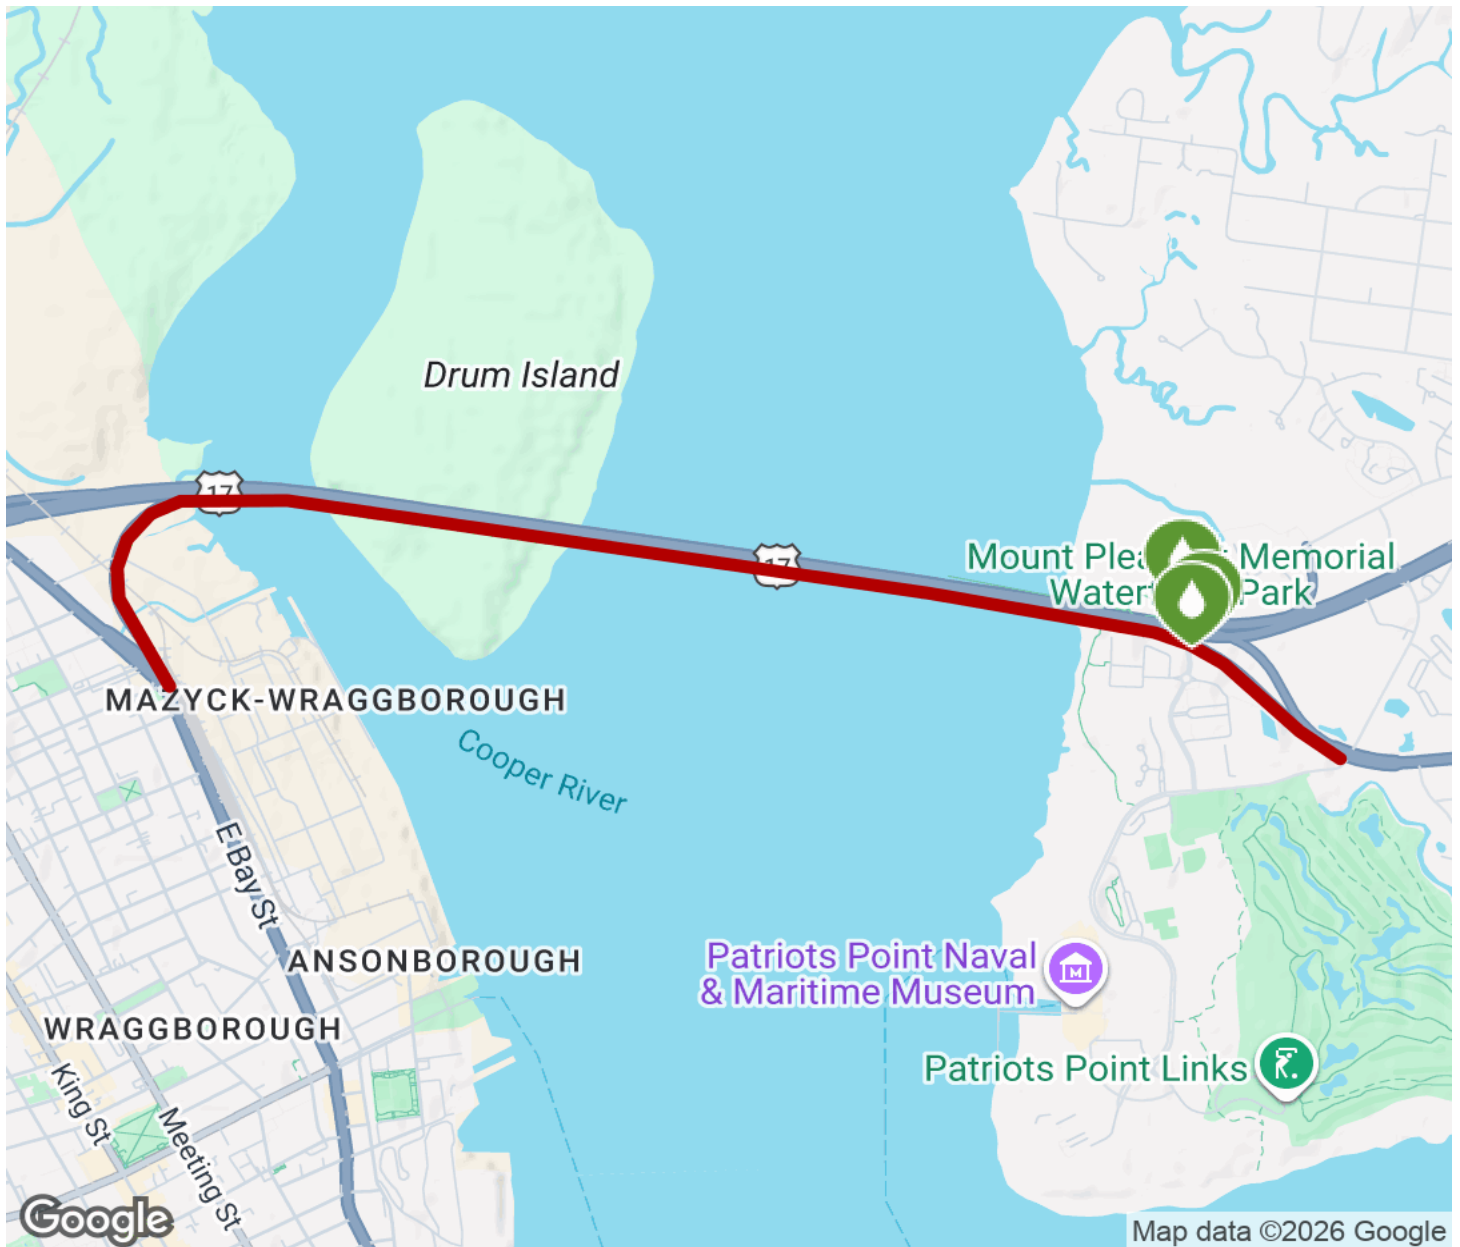 Drum Island
17
17
Mount Plea Memorial
Water Park
MAZYCK-WRAGGBOROUGH
Cooper River
E Bay St
ANSONBOROUGH
Patriots Point Naval
& Maritime Museum
WRAGGBOROUGH
Patriots Point Links
King St
Meeting St
Google
Map data ©2026 Google